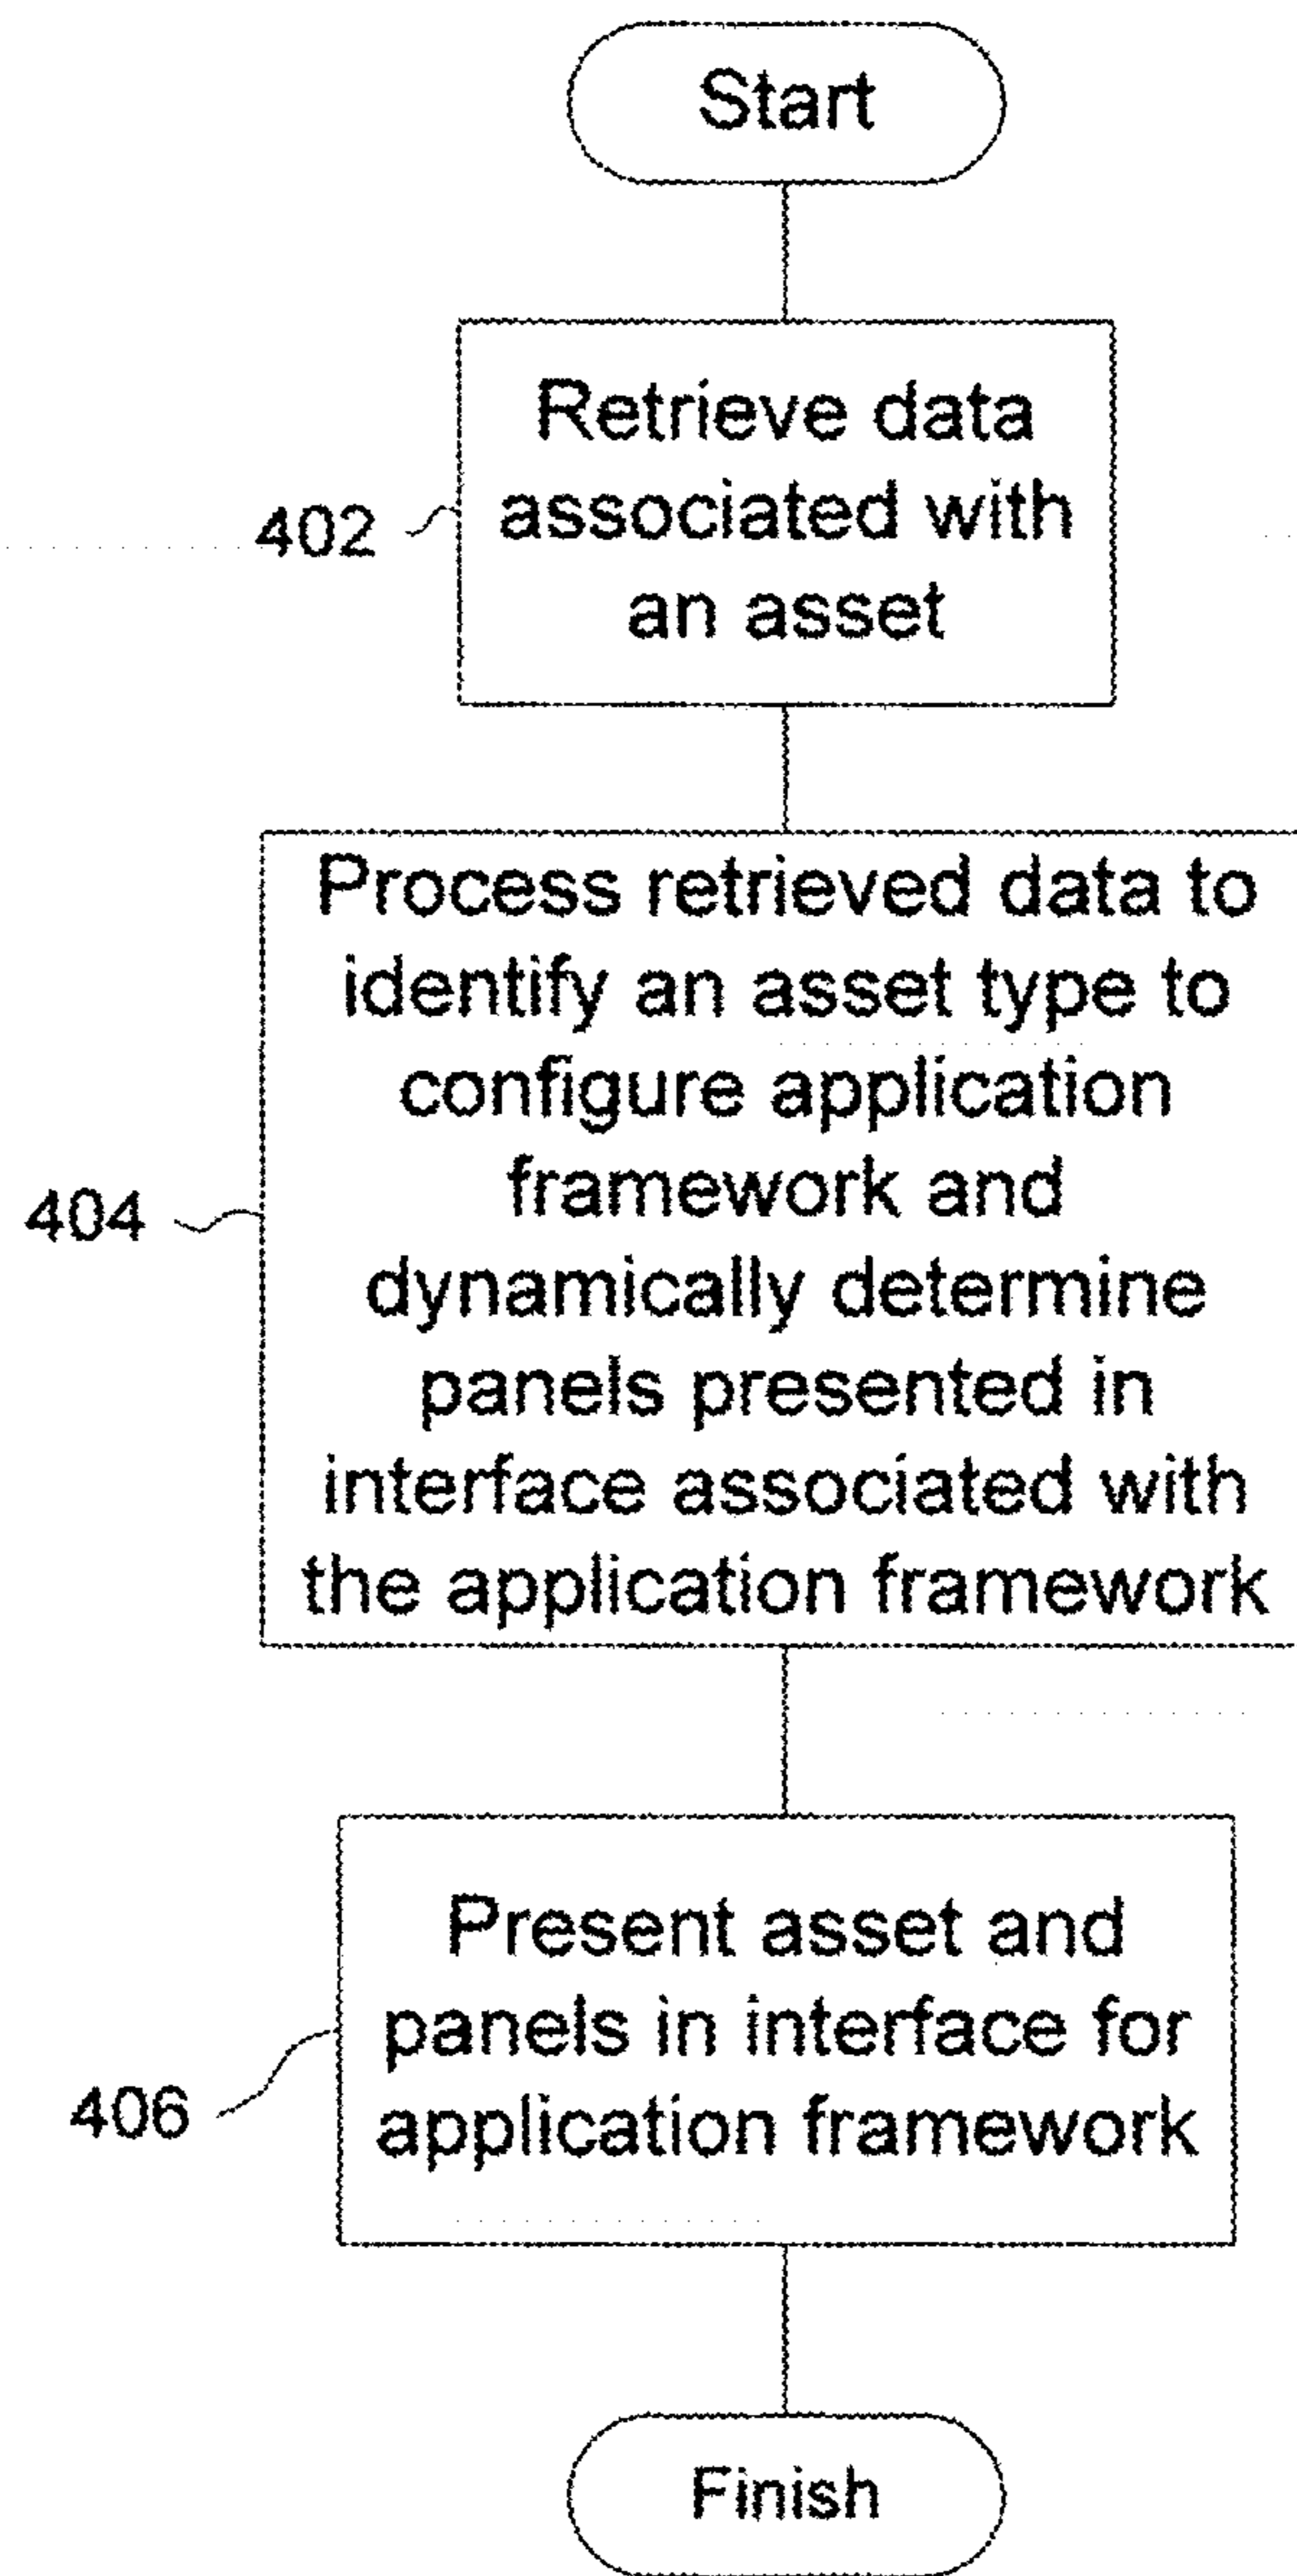 Start
Retrieve data
402 associated with
an asset
Process retrieved data to
identify an asset type to
configure application
framework and
404
dynamically determine
panels presented in
interface associated with
the application framework
Present asset and
panels in interface for
406
application framework
Finish